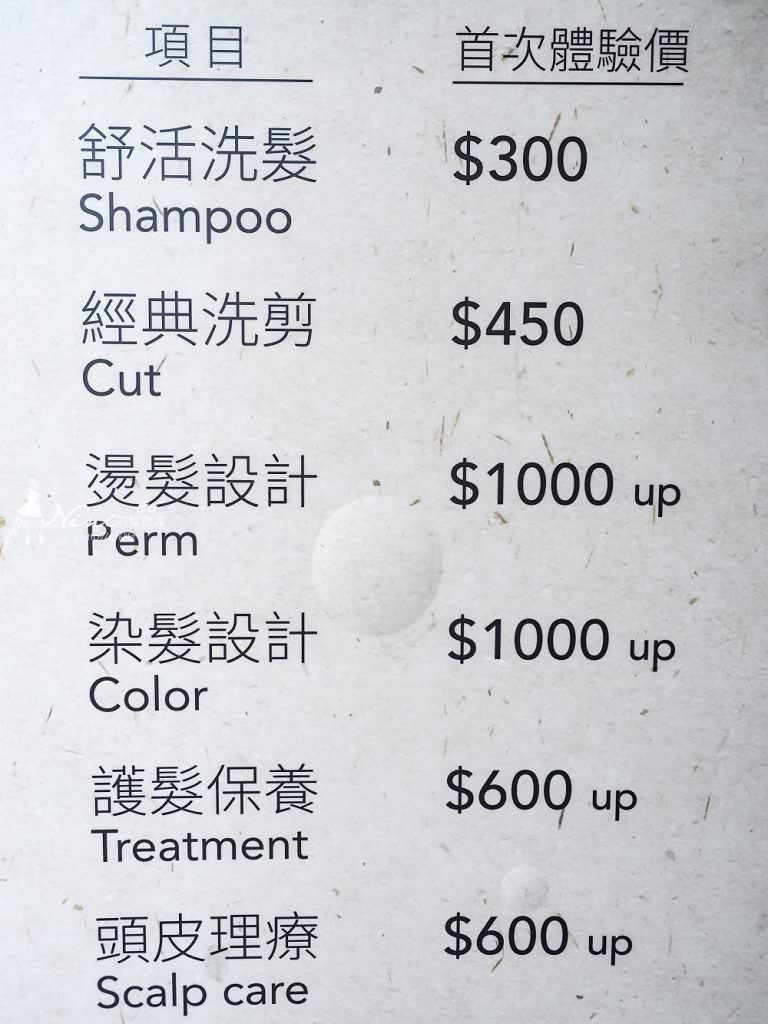 項目 首次體驗價
舒活洗髮 $300
Shampoo
經典洗剪 $450
Cut
燙髮設計 $1000 up
Perm
染髮設計 $1000 up
Color
護髮保養 $600 up
Treatment
頭皮理療 $600 up
Scalp care